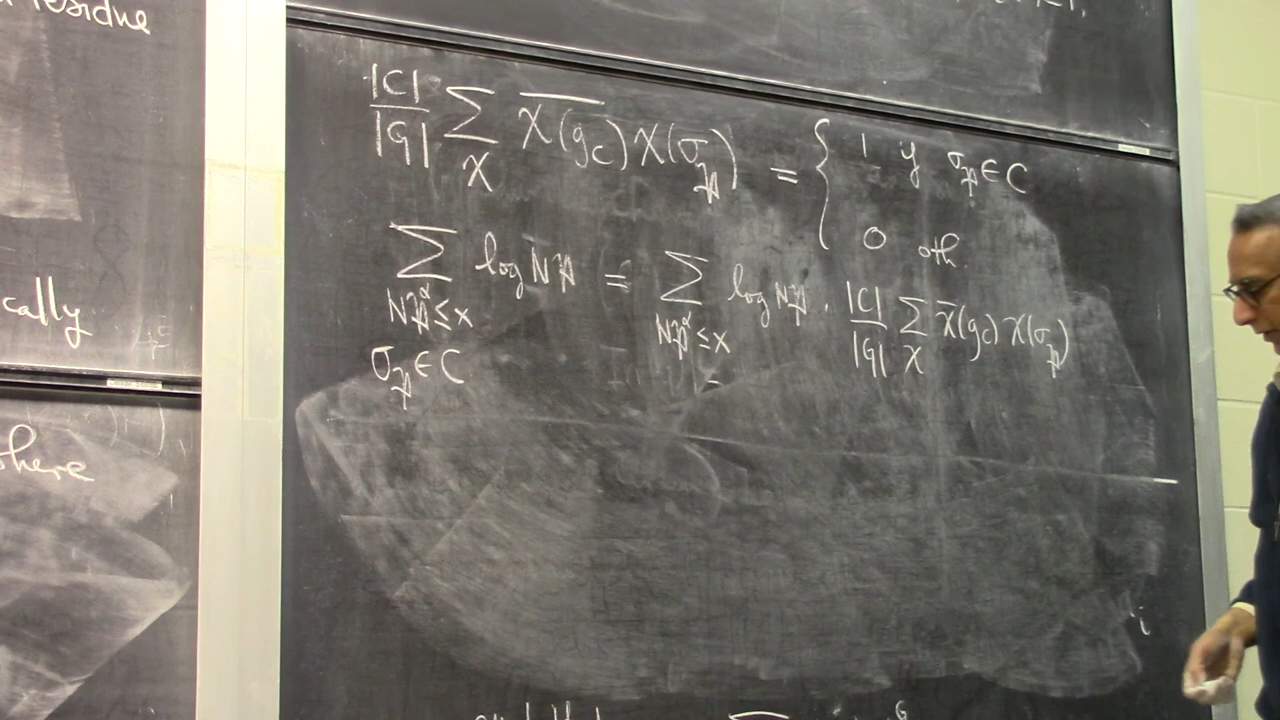 residue
cally
here
|C|/|G| Σ_χ \overline{χ(g_C)} χ(σ_𝔭) = { 1 if σ_𝔭 ∈ C
0 oth.
Σ_{N𝔭^α ≤ x, σ_𝔭 ∈ C} log N𝔭 = Σ_{N𝔭^α ≤ x} log N𝔭 · |C|/|G| Σ_χ \overline{χ}(g_C) χ(σ_𝔭)